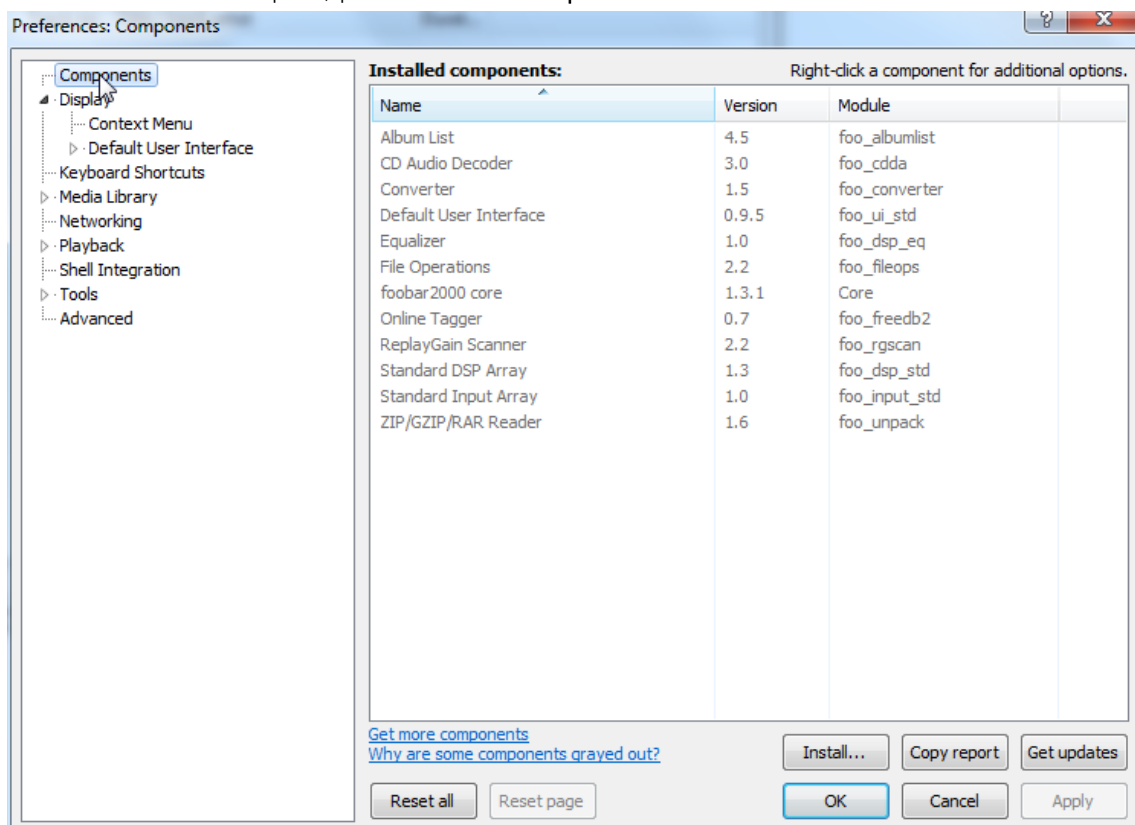 Preferences: Components
Components
Display
Context Menu
Default User Interface
Keyboard Shortcuts
Media Library
Networking
Playback
Shell Integration
Tools
Advanced
Installed components: Right-click a component for additional options.
Name Version Module
Album List 4.5 foo_albumlist
CD Audio Decoder 3.0 foo_cdda
Converter 1.5 foo_converter
Default User Interface 0.9.5 foo_ui_std
Equalizer 1.0 foo_dsp_eq
File Operations 2.2 foo_fileops
foobar2000 core 1.3.1 Core
Online Tagger 0.7 foo_freedb2
ReplayGain Scanner 2.2 foo_rgscan
Standard DSP Array 1.3 foo_dsp_std
Standard Input Array 1.0 foo_input_std
ZIP/GZIP/RAR Reader 1.6 foo_unpack
Get more components
Why are some components grayed out?
Install... Copy report Get updates
Reset all Reset page OK Cancel Apply